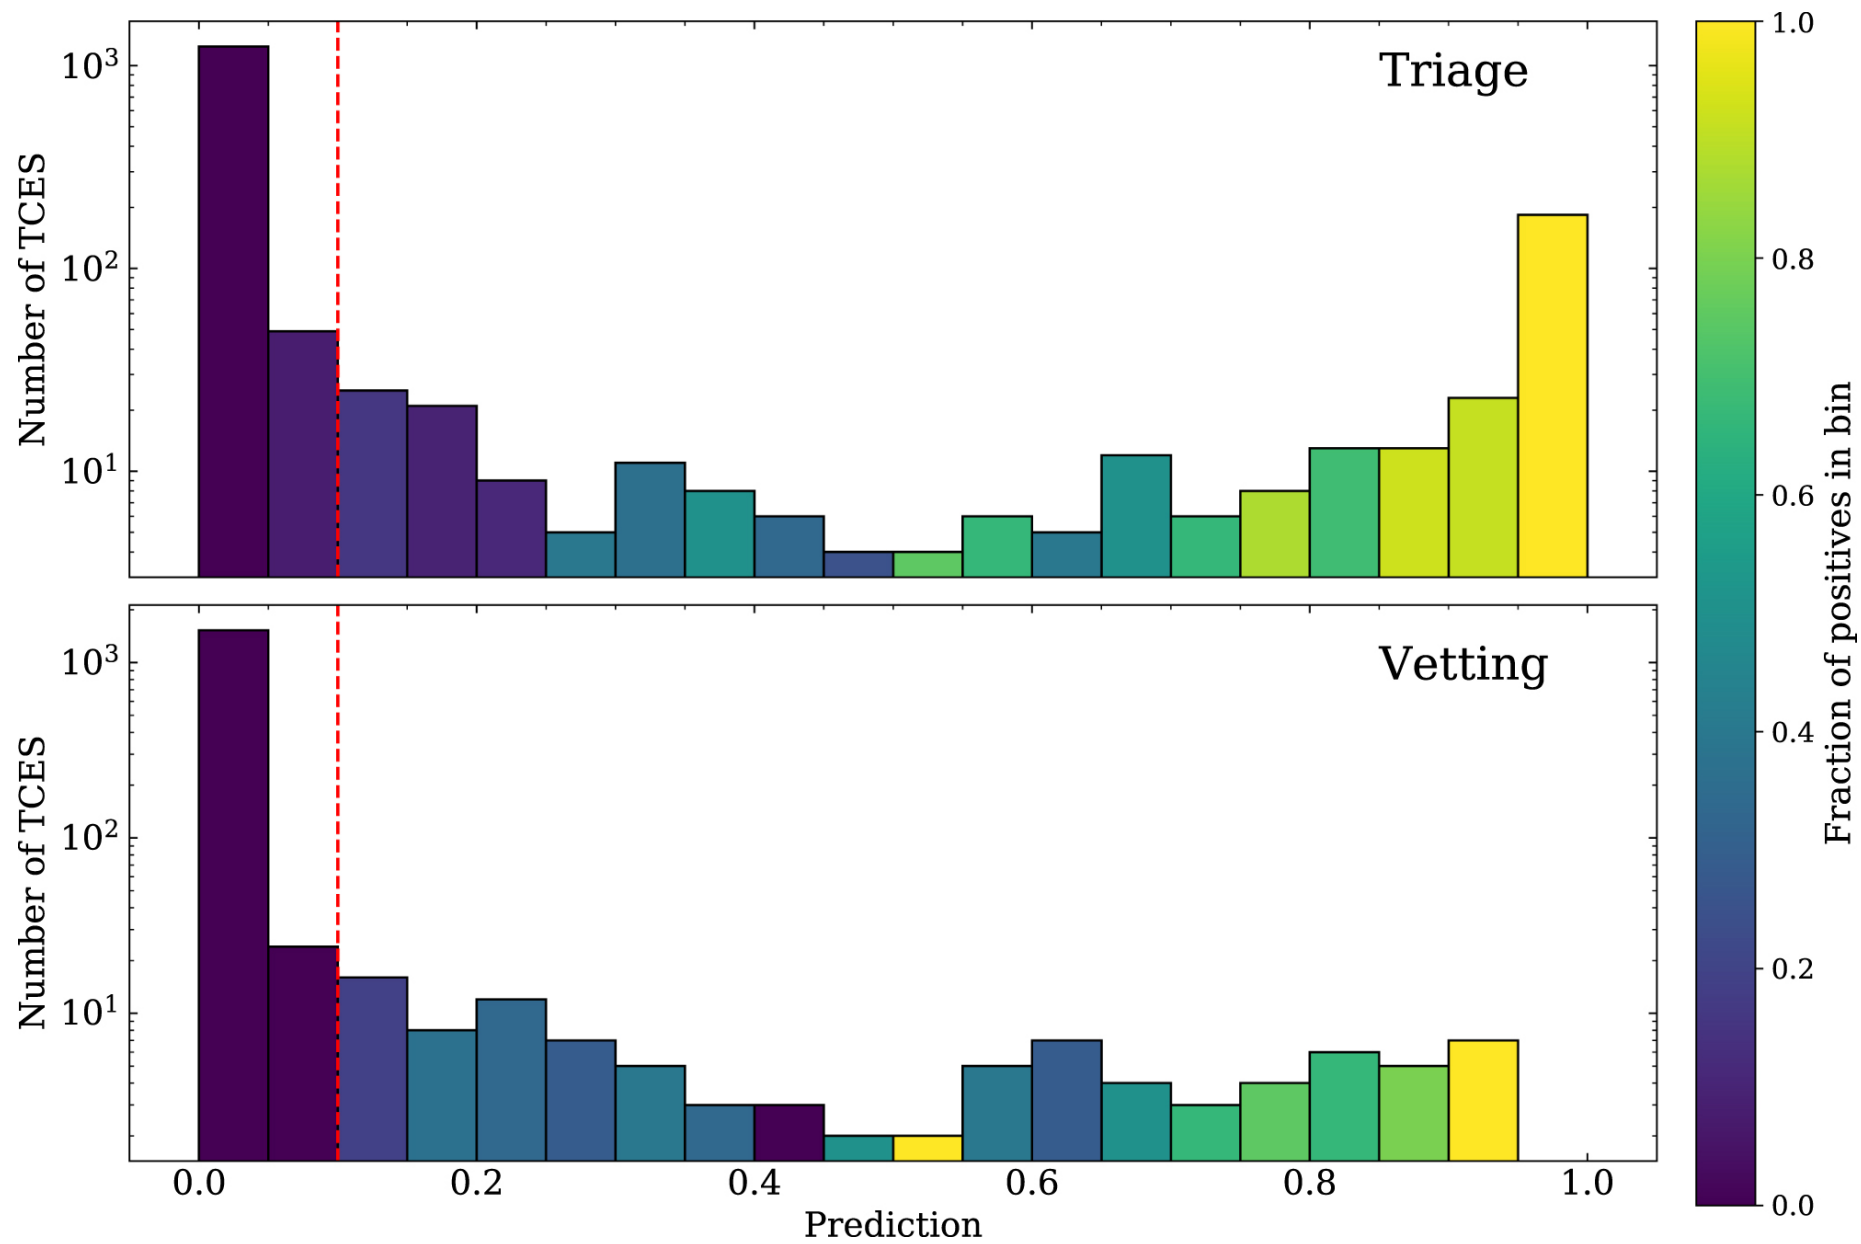 Triage
Number of TCES
10³
10²
10¹
Vetting
Number of TCES
10³
10²
10¹
0.0 0.2 0.4 0.6 0.8 1.0
Prediction
1.0
0.8
0.6
0.4
0.2
0.0
Fraction of positives in bin